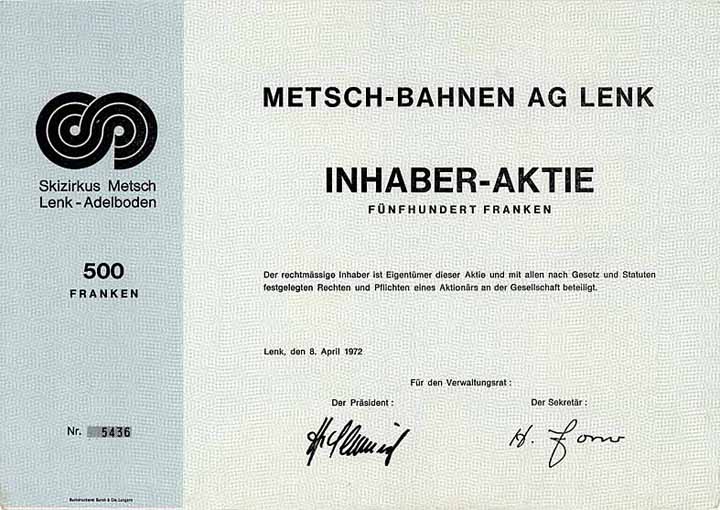 Skizirkus Metsch
Lenk-Adelboden
500
FRANKEN
Nr. 5436
METSCH-BAHNEN AG LENK
INHABER-AKTIE
FÜNFHUNDERT FRANKEN
Der rechtmässige Inhaber ist Eigentümer dieser Aktie und mit allen nach Gesetz und Statuten
festgelegten Rechten und Pflichten eines Aktionärs an der Gesellschaft beteiligt.
Lenk, den 8. April 1972
Für den Verwaltungsrat:
Der Präsident:
Der Sekretär: